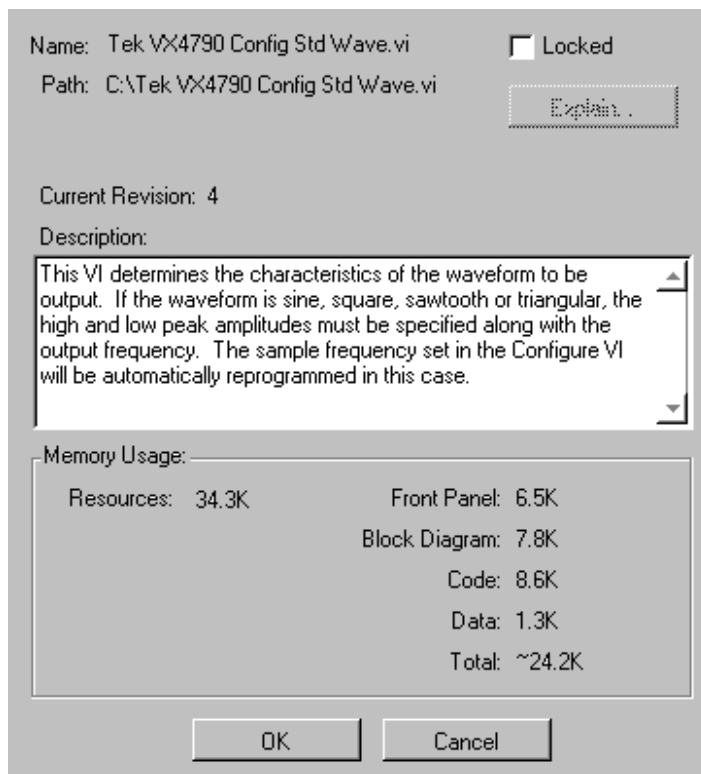 Name: Tek VX4790 Config Std Wave.vi
Locked
Path: C:\Tek VX4790 Config Std Wave.vi
Explain...
Current Revision: 4
Description:
This VI determines the characteristics of the waveform to be
output.  If the waveform is sine, square, sawtooth or triangular, the
high and low peak amplitudes must be specified along with the
output frequency.  The sample frequency set in the Configure VI
will be automatically reprogrammed in this case.
Memory Usage:
Resources: 34.3K
Front Panel: 6.5K
Block Diagram: 7.8K
Code: 8.6K
Data: 1.3K
Total: ~24.2K
OK
Cancel